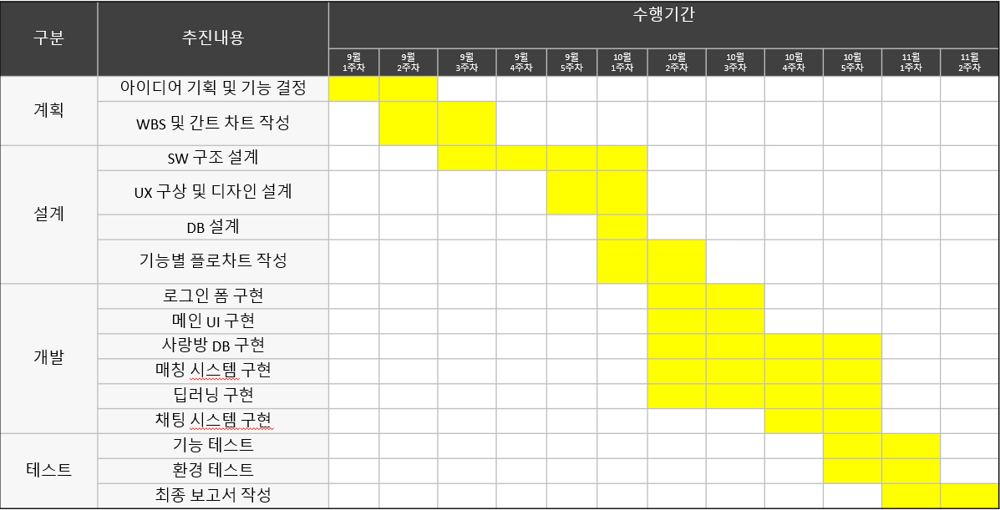 구분
추진내용
수행기간
9월
1주차
9월
2주차
9월
3주차
9월
4주차
9월
5주차
10월
1주차
10월
2주차
10월
3주차
10월
4주차
10월
5주차
11월
1주차
11월
2주차
계획
아이디어 기획 및 기능 결정
WBS 및 간트 차트 작성
설계
SW 구조 설계
UX 구상 및 디자인 설계
DB 설계
기능별 플로차트 작성
개발
로그인 폼 구현
메인 UI 구현
사랑방 DB 구현
매칭 시스템 구현
딥러닝 구현
채팅 시스템 구현
테스트
기능 테스트
환경 테스트
최종 보고서 작성